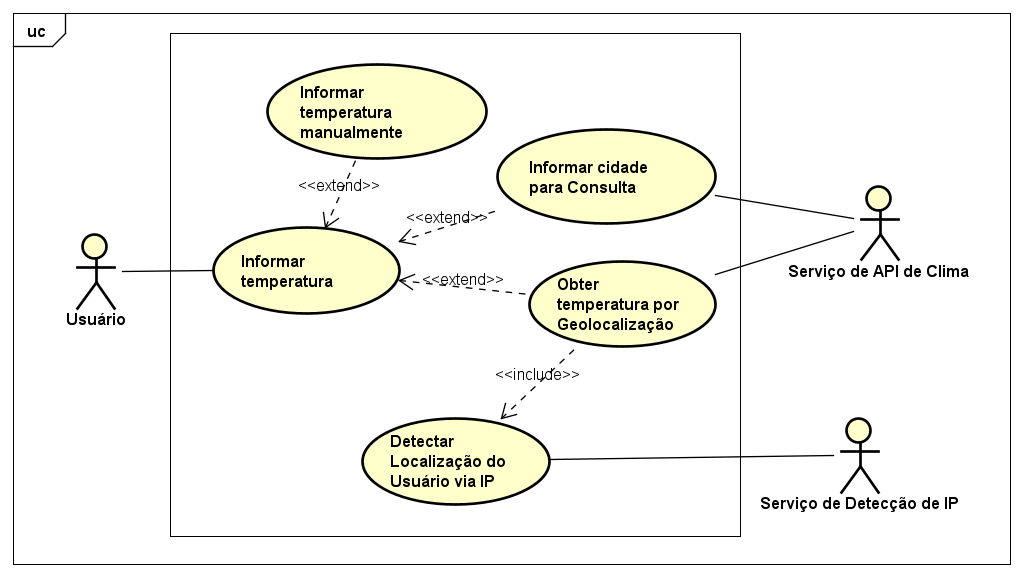 uc
Informar
temperatura
manualmente
<<extend>>
Informar cidade
para Consulta
<<extend>>
Informar
temperatura
<<extend>>
Obter
temperatura por
Geolocalização
<<include>>
Detectar
Localização do
Usuário via IP
Usuário
Serviço de API de Clima
Serviço de Detecção de IP